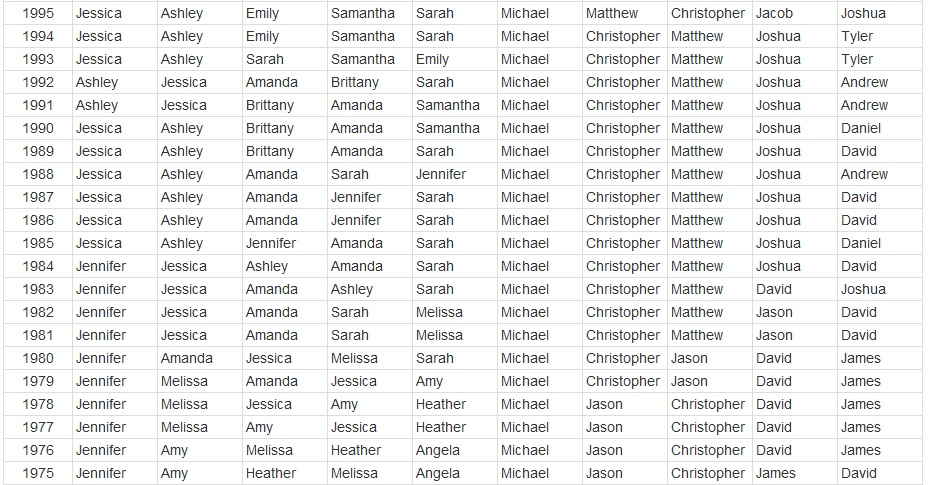 1995 Jessica Ashley Emily Samantha Sarah Michael Matthew Christopher Jacob Joshua
1994 Jessica Ashley Emily Samantha Sarah Michael Christopher Matthew Joshua Tyler
1993 Jessica Ashley Sarah Samantha Emily Michael Christopher Matthew Joshua Tyler
1992 Ashley Jessica Amanda Brittany Sarah Michael Christopher Matthew Joshua Andrew
1991 Ashley Jessica Brittany Amanda Samantha Michael Christopher Matthew Joshua Andrew
1990 Jessica Ashley Brittany Amanda Samantha Michael Christopher Matthew Joshua Daniel
1989 Jessica Ashley Brittany Amanda Sarah Michael Christopher Matthew Joshua David
1988 Jessica Ashley Amanda Sarah Jennifer Michael Christopher Matthew Joshua Andrew
1987 Jessica Ashley Amanda Jennifer Sarah Michael Christopher Matthew Joshua David
1986 Jessica Ashley Amanda Jennifer Sarah Michael Christopher Matthew Joshua David
1985 Jessica Ashley Jennifer Amanda Sarah Michael Christopher Matthew Joshua Daniel
1984 Jennifer Jessica Ashley Amanda Sarah Michael Christopher Matthew Joshua David
1983 Jennifer Jessica Amanda Ashley Sarah Michael Christopher Matthew David Joshua
1982 Jennifer Jessica Amanda Sarah Melissa Michael Christopher Matthew Jason David
1981 Jennifer Jessica Amanda Sarah Melissa Michael Christopher Matthew Jason David
1980 Jennifer Amanda Jessica Melissa Sarah Michael Christopher Jason David James
1979 Jennifer Melissa Amanda Jessica Amy Michael Christopher Jason David James
1978 Jennifer Melissa Jessica Amy Heather Michael Jason Christopher David James
1977 Jennifer Melissa Amy Jessica Heather Michael Jason Christopher David James
1976 Jennifer Amy Melissa Heather Angela Michael Jason Christopher David James
1975 Jennifer Amy Heather Melissa Angela Michael Jason Christopher James David